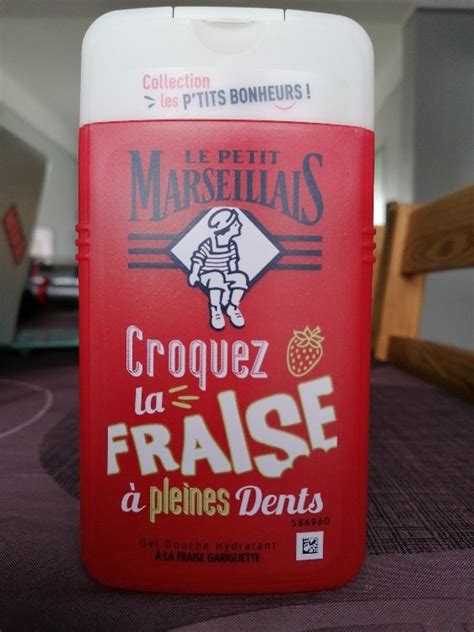 Collection
les P'TITS BONHEURS !
LE PETIT
MARSEILLAIS
Croquez
la
FRAISE
à pleines Dents
586960
Gel Douche Hydratant
À LA FRAISE GARIGUETTE